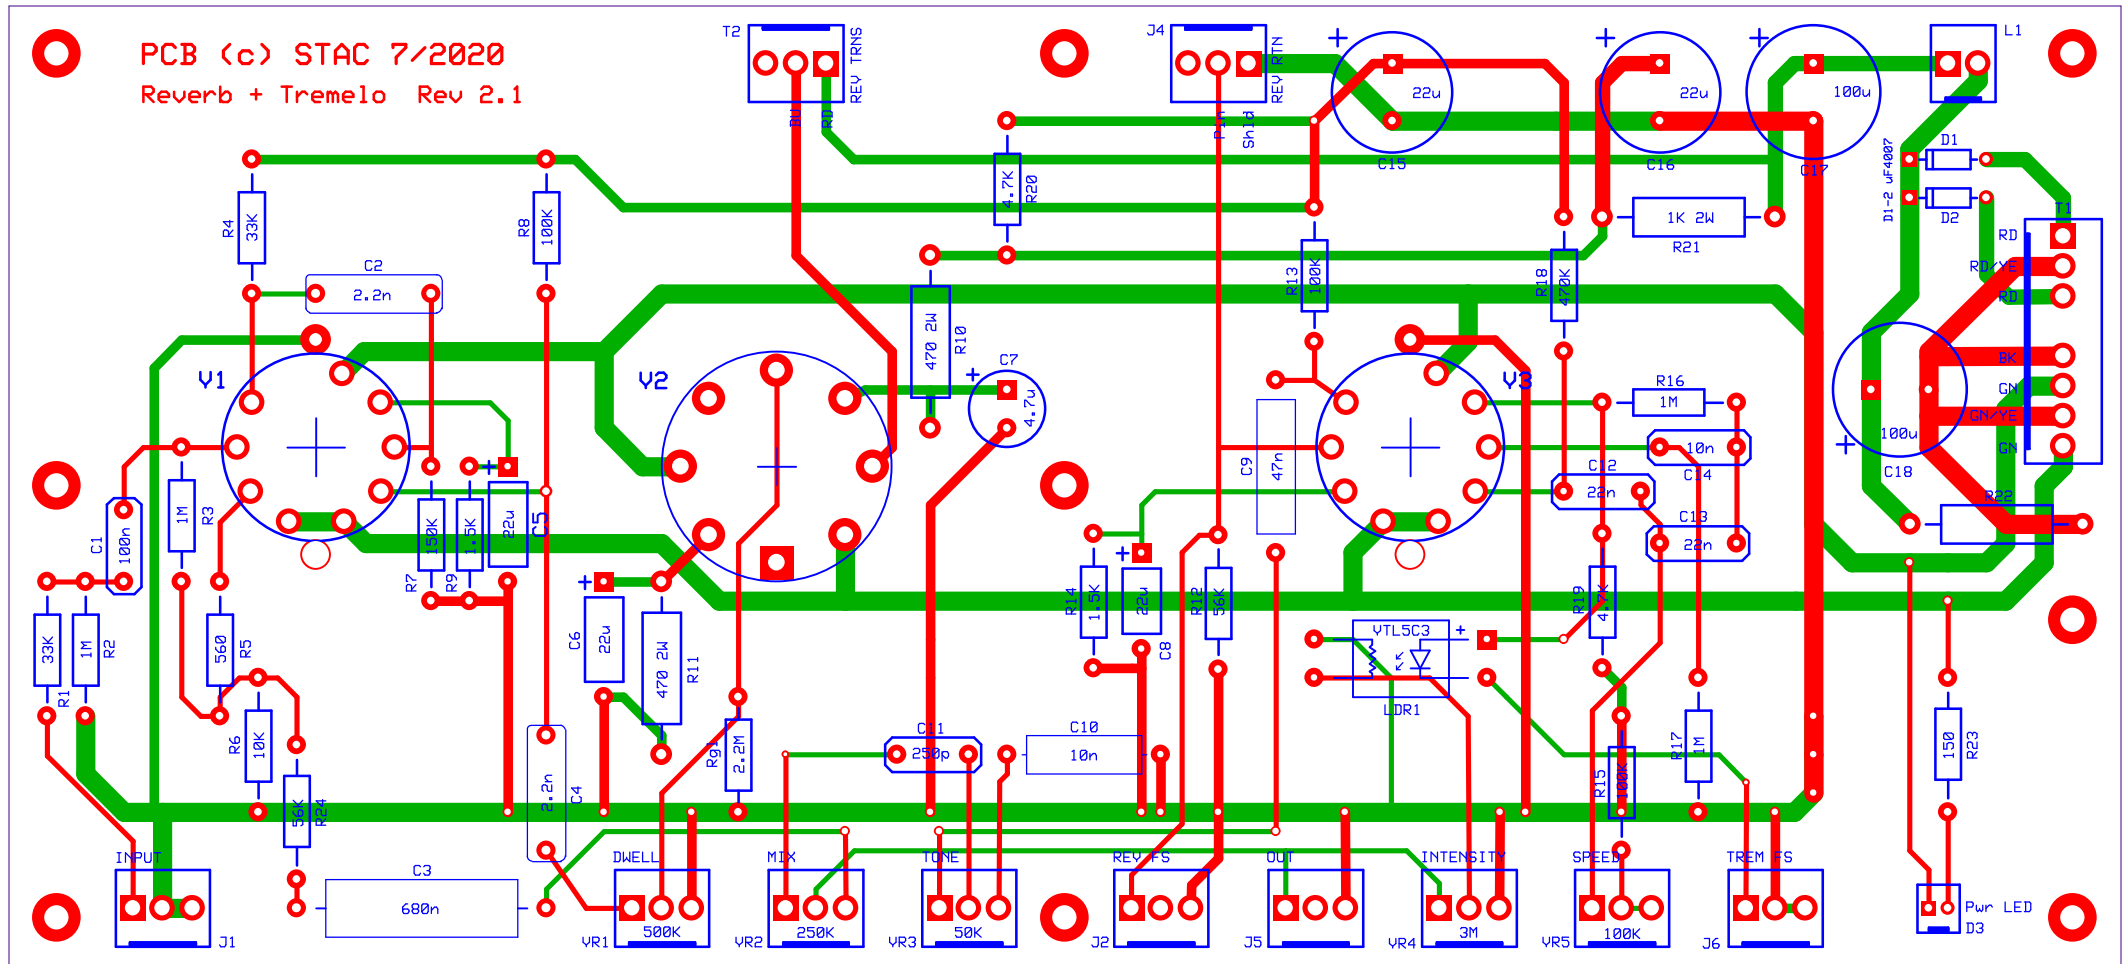 PCB (c) STAC 7/2020
Reverb + Tremelo Rev 2.1
T2
REV TRNS
BU
RD
J4
REV RTN
Pin
Shld
+
22u
C15
+
22u
C16
+
100u
C17
L1
D1
D1-2 uF4007
D2
T1
RD
RD/YE
RD
BK
GN
GN/YE
GN
R4
33K
R8
100K
C2
2.2n
4.7K
R20
R13
100K
R18
470K
1K 2W
R21
V1
V2
470 2W
R10
C7
+
4.7u
V3
R16
1M
10n
C14
C12
22n
C13
22n
+
100u
C18
R22
C9
47n
C1
100n
1M
R3
R7
150K
R9
1.5K
+
22u
C5
33K
R1
1M
R2
560
R5
+
C6
22u
470 2W
R11
R14
1.5K
+
22u
C8
R12
56K
R19
4.7K
VTL5C3
+
LDR1
R6
10K
56K
R24
2.2n
C4
Rg1
2.2M
C11
250p
C10
10n
R15
100K
R17
1M
150
R23
INPUT
J1
C3
680n
DWELL
VR1
500K
MIX
VR2
250K
TONE
VR3
50K
REV FS
J2
OUT
J5
INTENSITY
VR4
3M
SPEED
VR5
100K
TREM FS
J6
Pwr LED
D3